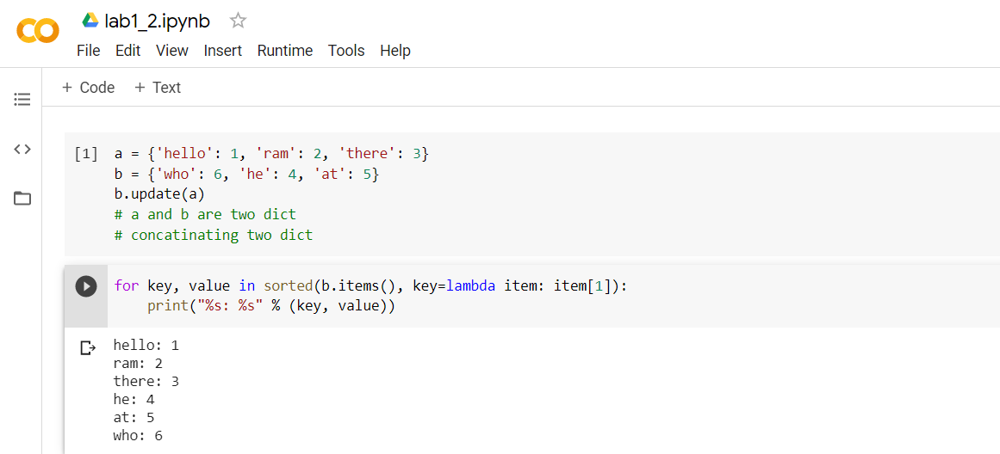 lab1_2.ipynb
File Edit View Insert Runtime Tools Help
+ Code + Text
[1] a = {'hello': 1, 'ram': 2, 'there': 3}
b = {'who': 6, 'he': 4, 'at': 5}
b.update(a)
# a and b are two dict
# concatinating two dict
for key, value in sorted(b.items(), key=lambda item: item[1]):
    print("%s: %s" % (key, value))
hello: 1
ram: 2
there: 3
he: 4
at: 5
who: 6